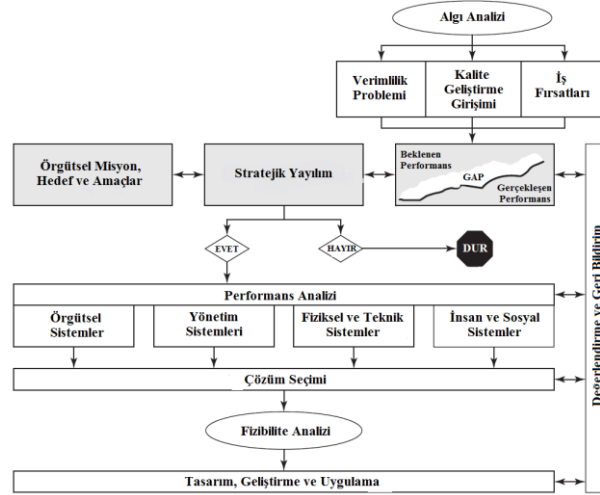 Algı Analizi
Verimlilik
Problemi
Kalite
Geliştirme
Girişimi
İş
Fırsatları
Örgütsel Misyon,
Hedef ve Amaçlar
Stratejik Yayılım
Beklenen
Performans
GAP
Gerçekleşen
Performans
EVET
HAYIR
DUR
Performans Analizi
Örgütsel
Sistemler
Yönetim
Sistemleri
Fiziksel ve Teknik
Sistemler
İnsan ve Sosyal
Sistemler
Çözüm Seçimi
Fizibilite Analizi
Tasarım, Geliştirme ve Uygulama
Değerlendirme ve Geri Bildirim